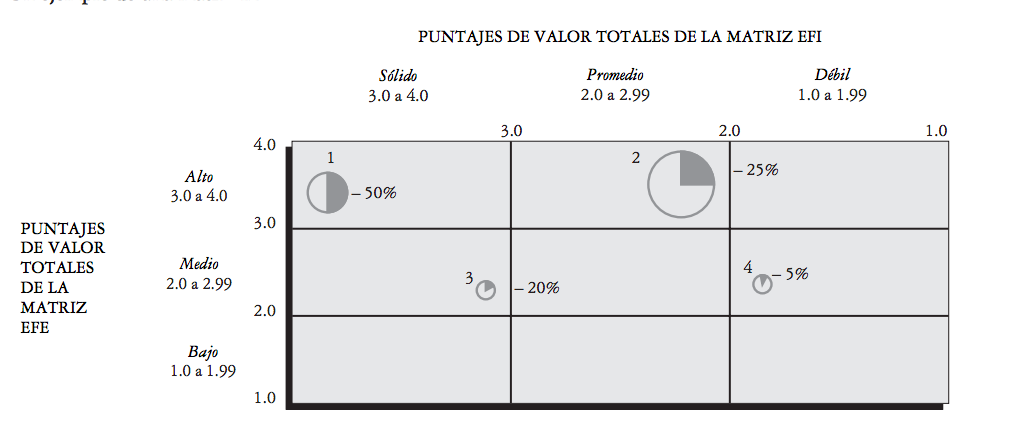 PUNTAJES DE VALOR TOTALES DE LA MATRIZ EFI
Sólido
3.0 a 4.0
Promedio
2.0 a 2.99
Débil
1.0 a 1.99
3.0
2.0
1.0
4.0
Alto
3.0 a 4.0
1
– 50%
2
– 25%
3.0
PUNTAJES
DE VALOR
TOTALES
DE LA
MATRIZ
EFE
Medio
2.0 a 2.99
3
– 20%
4
– 5%
2.0
Bajo
1.0 a 1.99
1.0